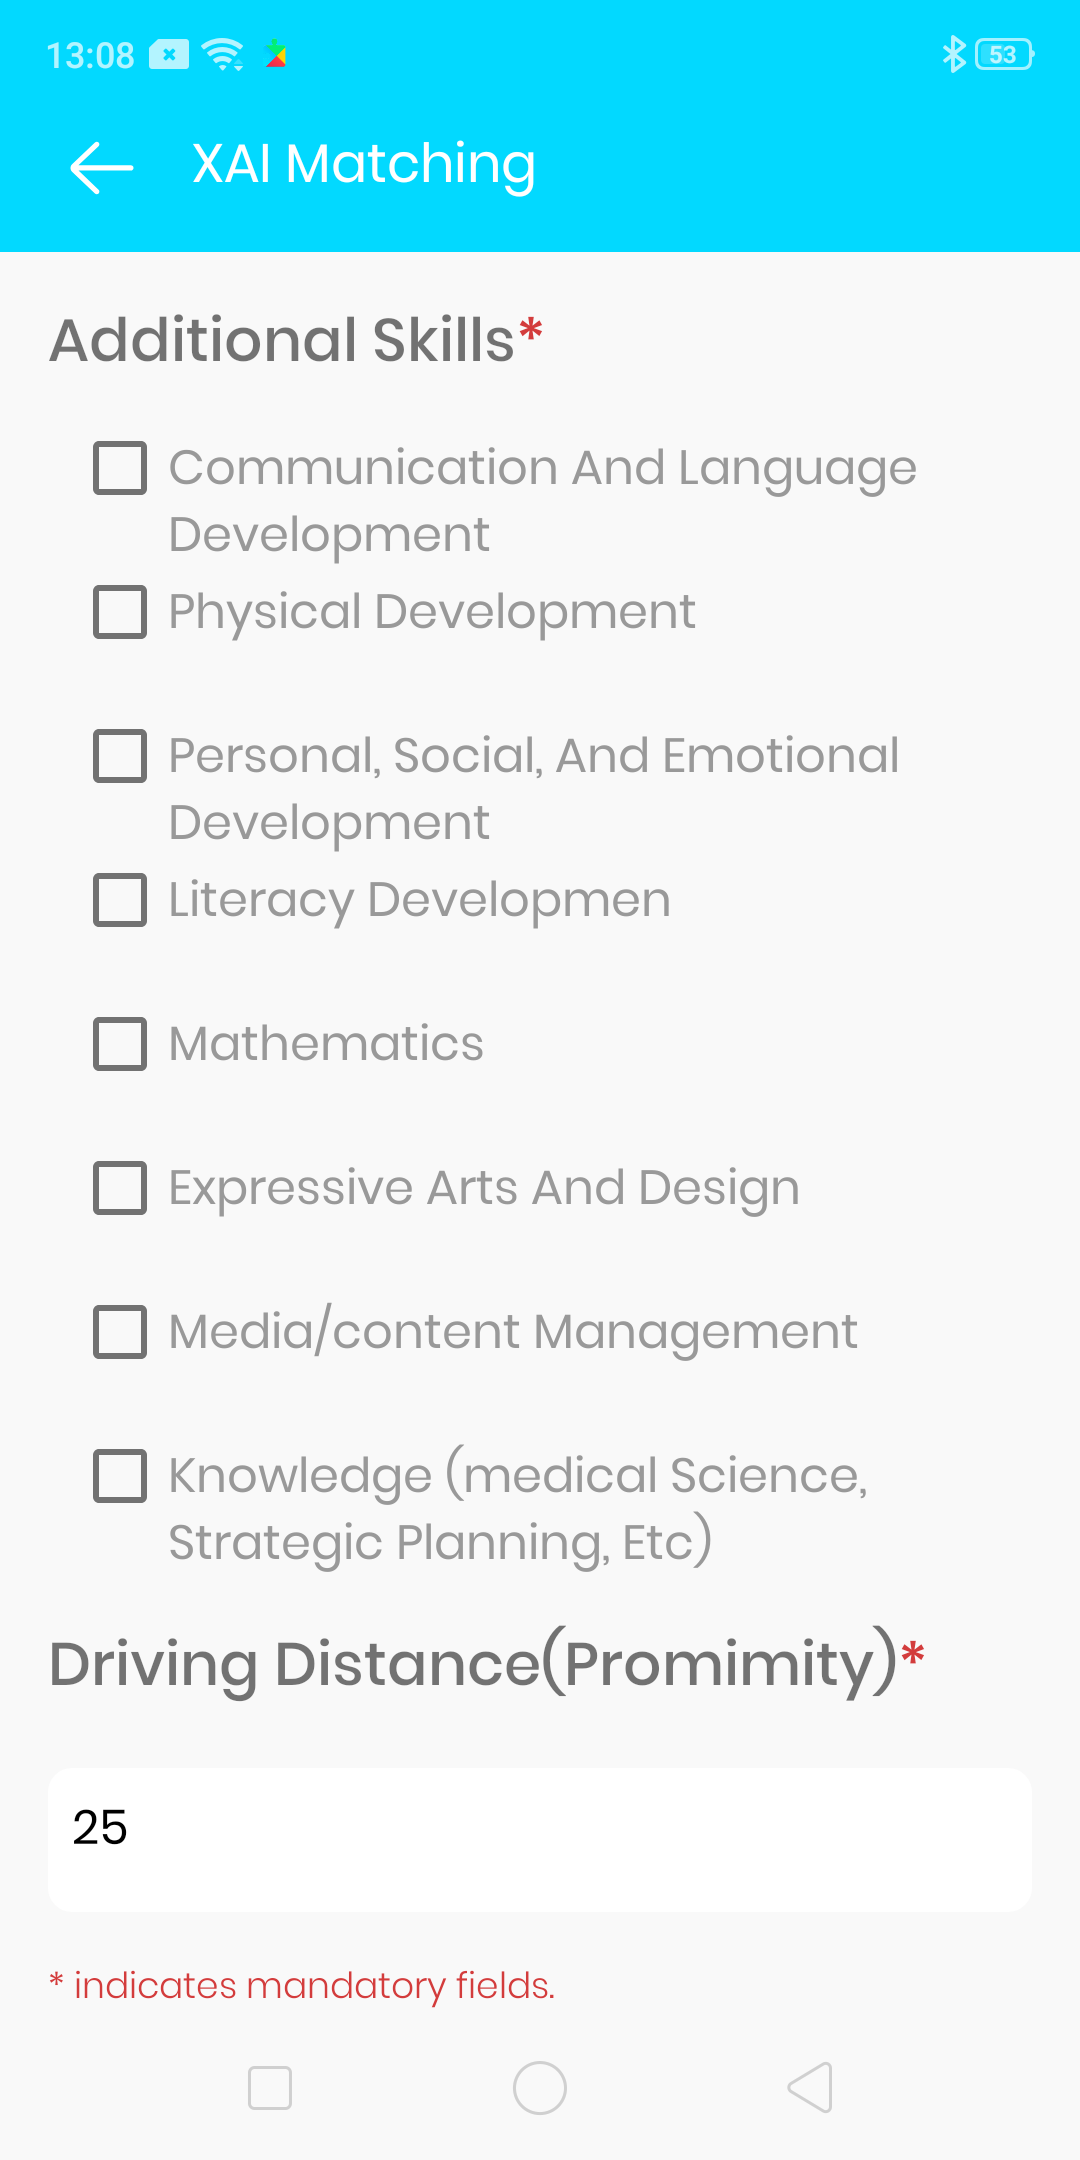 13:08
53
XAI Matching
Additional Skills*
Communication And Language
Development
Physical Development
Personal, Social, And Emotional
Development
Literacy Developmen
Mathematics
Expressive Arts And Design
Media/content Management
Knowledge (medical Science,
Strategic Planning, Etc)
Driving Distance(Promimity)*
25
* indicates mandatory fields.